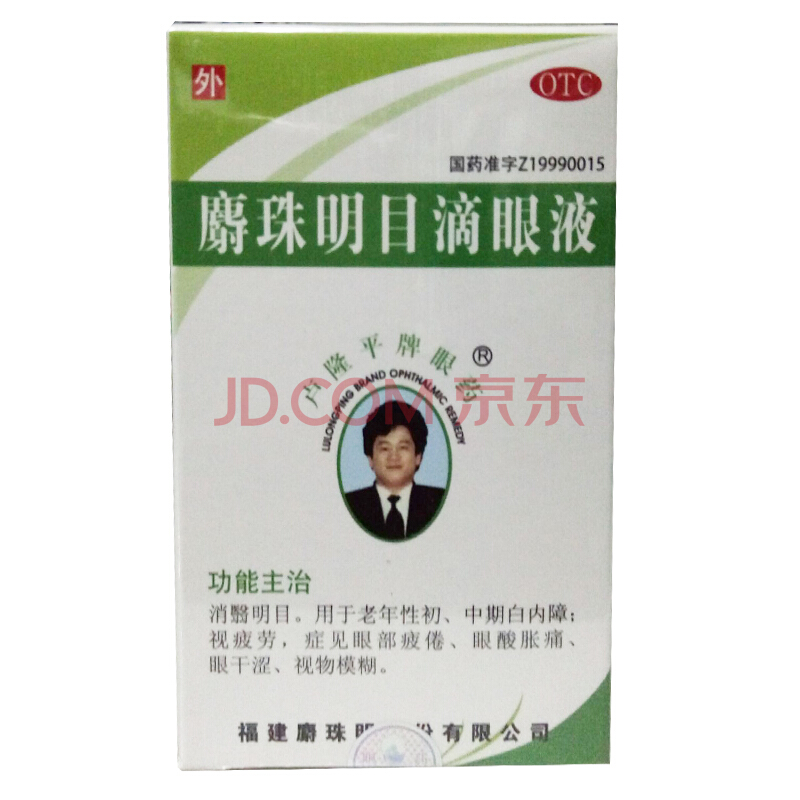 外
OTC
国药准字Z19990015
麝珠明目滴眼液
卢隆平牌眼药®
LULONGPING BRAND OPHTHALMIC REMEDY
JD.COM 京东
功能主治
消翳明目。用于老年性初、中期白内障；
视疲劳，症见眼部疲倦、眼酸胀痛、
眼干涩、视物模糊。
福建麝珠明 份有限公司